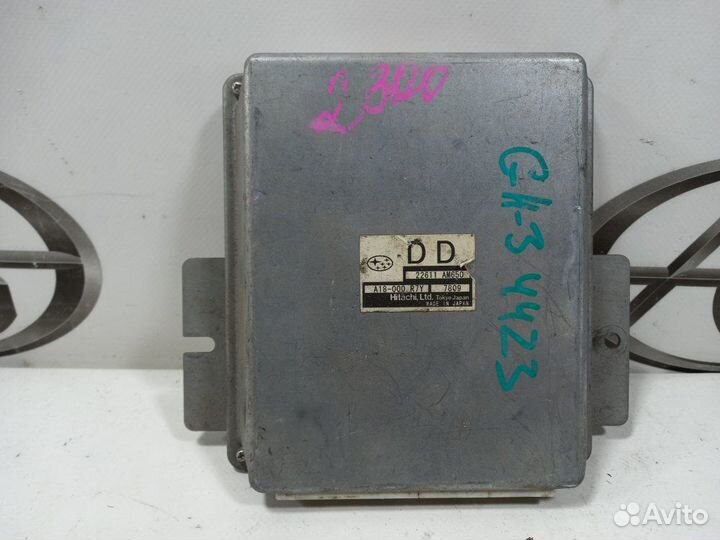 2300
GH-3 4423
DD
22611 AM650
A18-000 R7Y 7809
Hitachi, Ltd. Tokyo Japan
MADE IN JAPAN
Avito